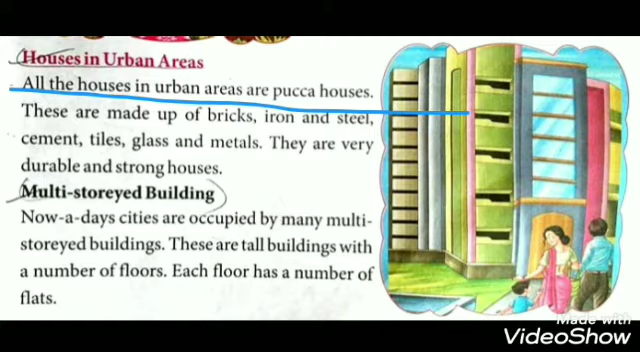 Houses in Urban Areas
All the houses in urban areas are pucca houses.
These are made up of bricks, iron and steel,
cement, tiles, glass and metals. They are very
durable and strong houses.
Multi-storeyed Building
Now-a-days cities are occupied by many multi-
storeyed buildings. These are tall buildings with
a number of floors. Each floor has a number of
flats.
Made with
VideoShow